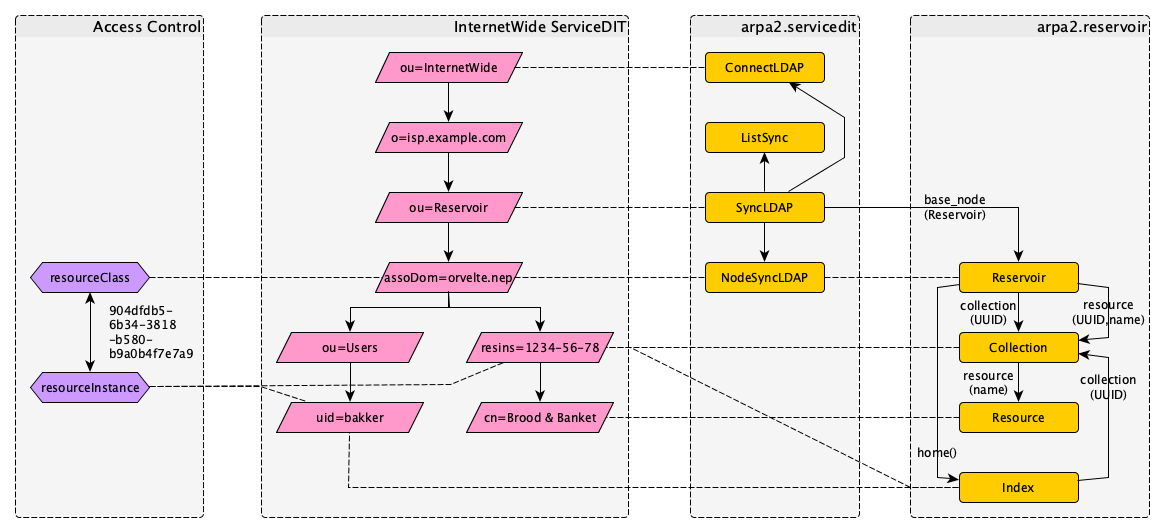 Access Control
InternetWide ServiceDIT
arpa2.servicedit
arpa2.reservoir
ou=InternetWide
ConnectLDAP
o=isp.example.com
ListSync
ou=Reservoir
SyncLDAP
base_node
(Reservoir)
resourceClass
assoDom=orvelte.nep
NodeSyncLDAP
Reservoir
904dfdb5-
6b34-3818
-b580-
b9a0b4f7e7a9
collection
(UUID)
resource
(UUID,name)
ou=Users
resins=1234-56-78
Collection
resourceInstance
resource
(name)
collection
(UUID)
uid=bakker
cn=Brood & Banket
Resource
home()
Index